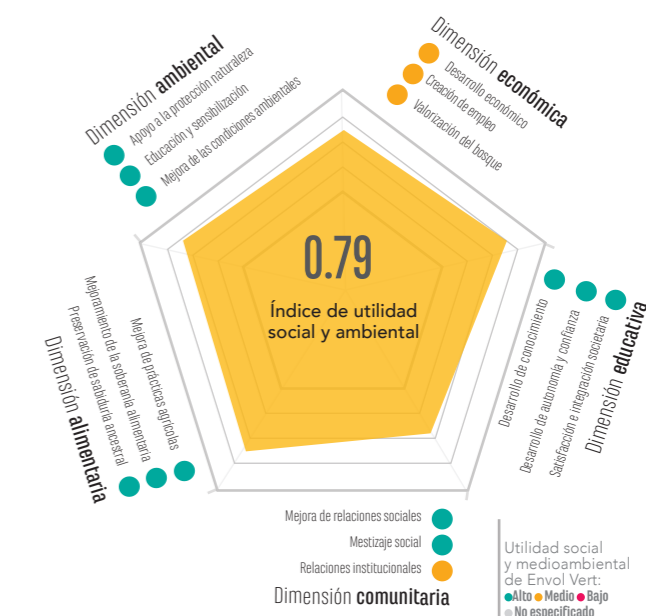 Dimensión ambiental
Apoyo a la protección naturaleza
Educación y sensibilización
Mejora de las condiciones ambientales
Dimensión económica
Desarrollo económico
Creación de empleo
Valorización del bosque
0.79
Índice de utilidad
social y ambiental
Dimensión alimentaria
Preservación de sabiduría ancestral
Mejoramiento de la soberanía alimentaria
Mejora de prácticas agrícolas
Desarrollo de conocimiento
Desarrollo de autonomía y confianza
Satisfacción e integración societaria
Dimensión educativa
Mejora de relaciones sociales
Mestizaje social
Relaciones institucionales
Dimensión comunitaria
Utilidad social
y medioambiental
de Envol Vert:
Alto Medio Bajo
No especificado